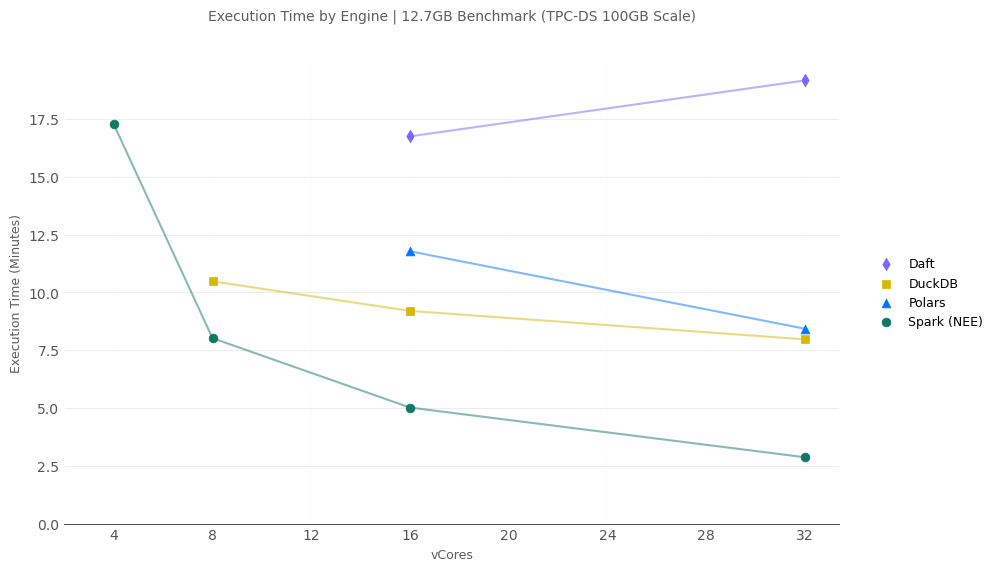 Execution Time by Engine | 12.7GB Benchmark (TPC-DS 100GB Scale)
Execution Time (Minutes)
17.5
15.0
12.5
10.0
7.5
5.0
2.5
0.0
4 8 12 16 20 24 28 32
vCores
Daft
DuckDB
Polars
Spark (NEE)